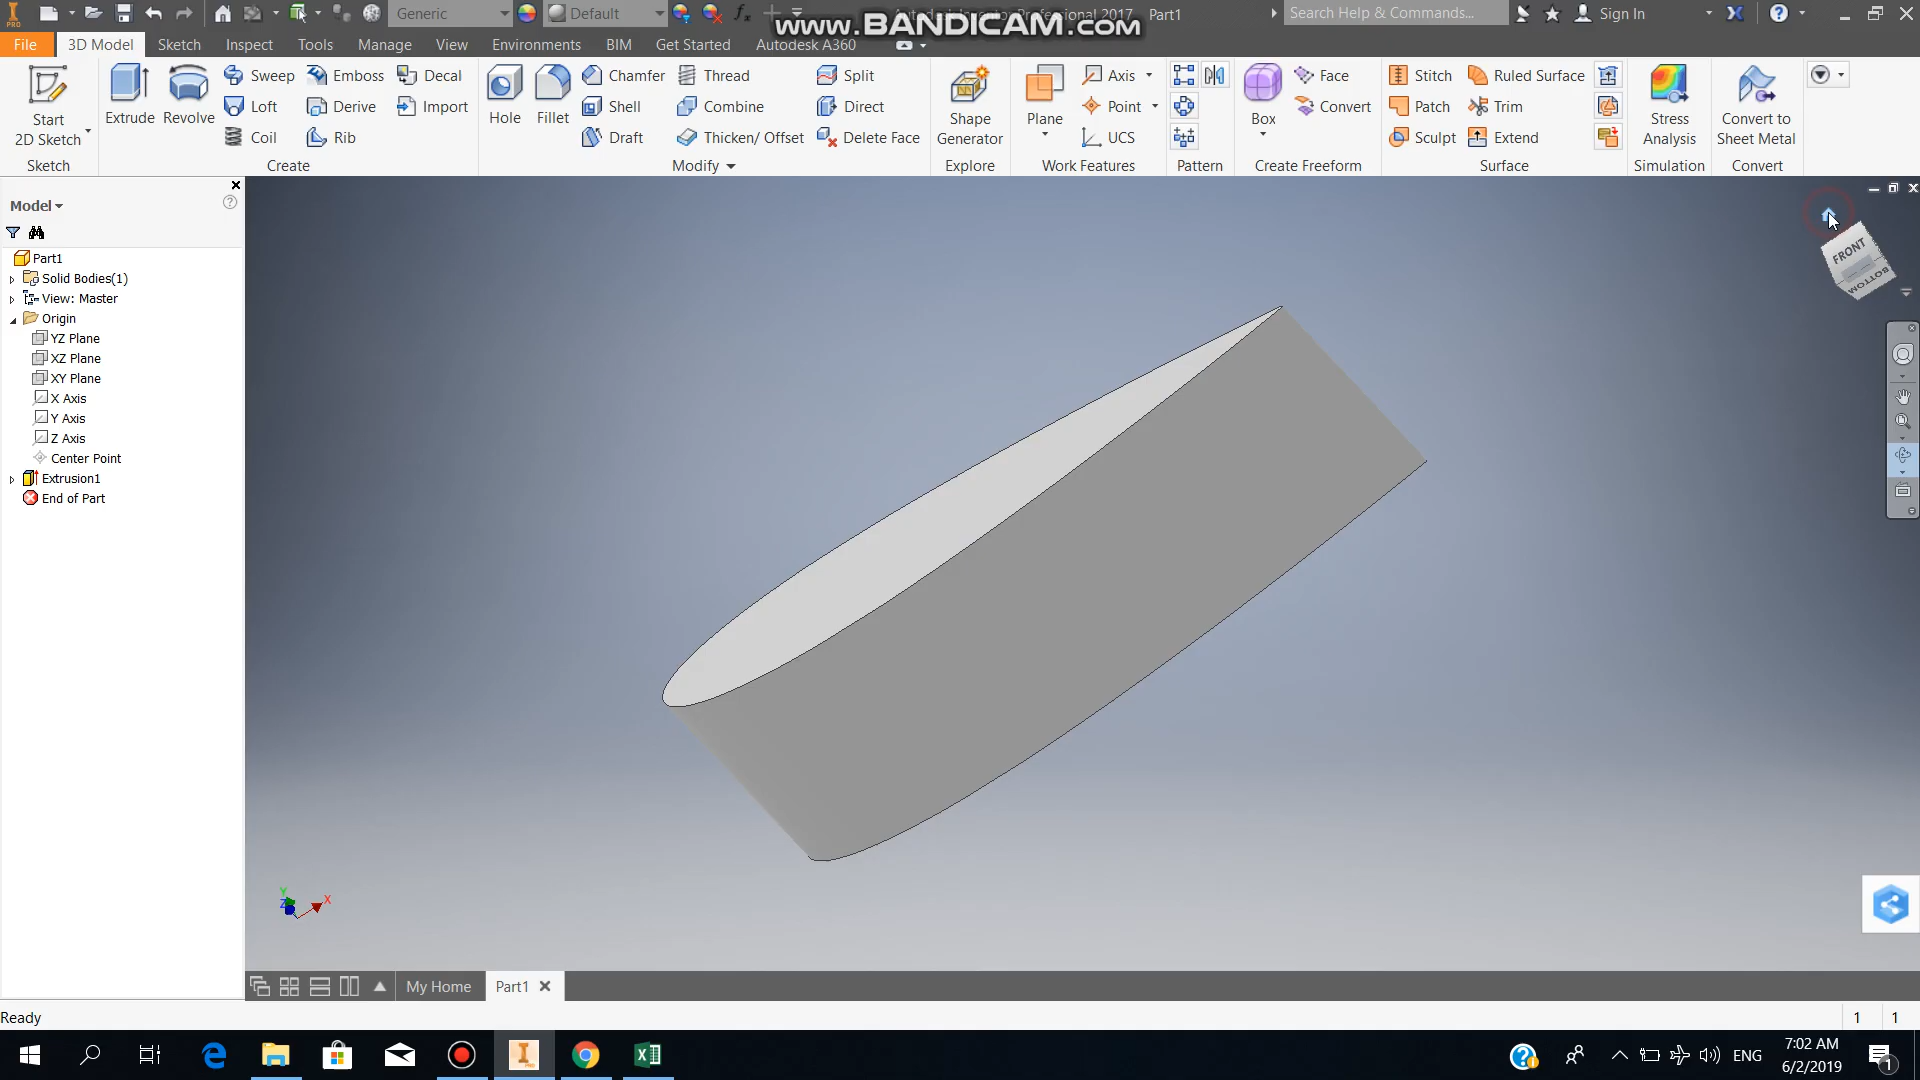 Generic
Default
Autodesk Inventor Professional 2017 Part1
www.BANDICAM.com
Search Help & Commands...
Sign In
PRO
File
3D Model
Sketch
Inspect
Tools
Manage
View
Environments
BIM
Get Started
Autodesk A360
Start
2D Sketch
Sketch
Extrude
Revolve
Sweep
Loft
Coil
Emboss
Derive
Rib
Decal
Import
Create
Hole
Fillet
Chamfer
Shell
Draft
Thread
Combine
Thicken/ Offset
Split
Direct
Delete Face
Modify
Shape
Generator
Explore
Plane
Axis
Point
UCS
Work Features
Pattern
Box
Face
Convert
Create Freeform
Stitch
Patch
Sculpt
Ruled Surface
Trim
Extend
Surface
Stress
Analysis
Simulation
Convert to
Sheet Metal
Convert
Model
Part1
Solid Bodies(1)
View: Master
Origin
YZ Plane
XZ Plane
XY Plane
X Axis
Y Axis
Z Axis
Center Point
Extrusion1
End of Part
FRONT
BOTTOM
Y
Z
X
My Home
Part1
Ready
1
1
ENG
7:02 AM
6/2/2019
1